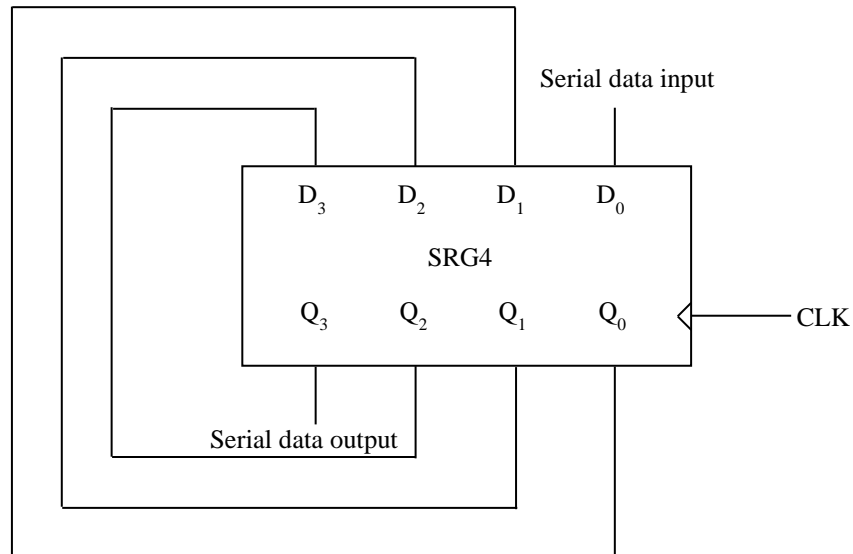 Serial data input
D₃ D₂ D₁ D₀
SRG4
Q₃ Q₂ Q₁ Q₀
CLK
Serial data output